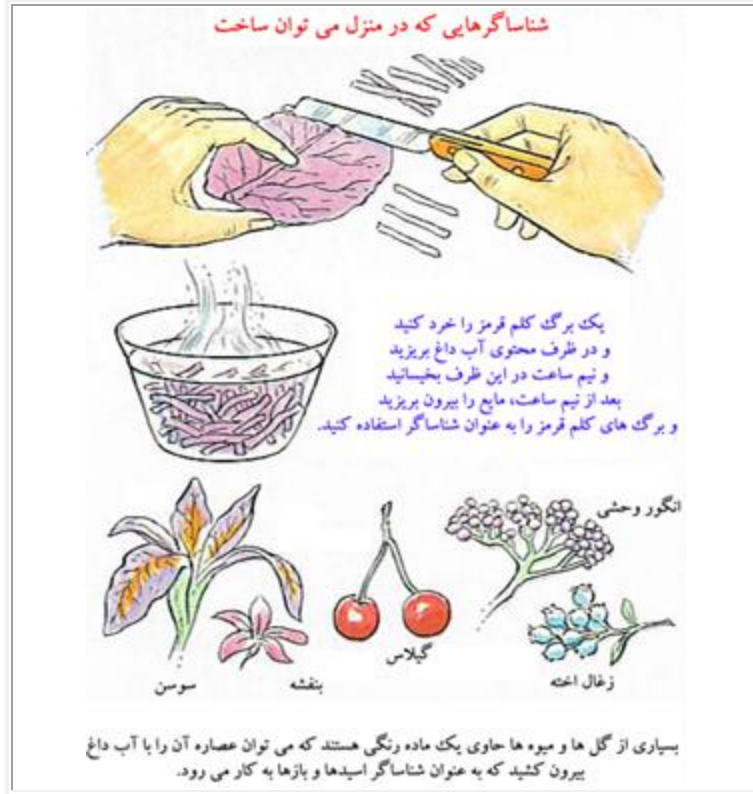 شناساگرهایی که در منزل می توان ساخت
یک برگ کلم قرمز را خرد کنید
و در ظرف محتوی آب داغ بریزید
و نیم ساعت در این ظرف بخیسانید
بعد از نیم ساعت، مایع را بیرون بریزید
و برگ های کلم قرمز را به عنوان شناساگر استفاده کنید.
انگور وحشی
گیلاس
زغال اخته
بنفشه
سوسن
بسیاری از گل ها و میوه ها حاوی یک ماده رنگی هستند که می توان عصاره آن را با آب داغ
بیرون کشید که به عنوان شناساگر اسیدها و بازها به کار می رود.